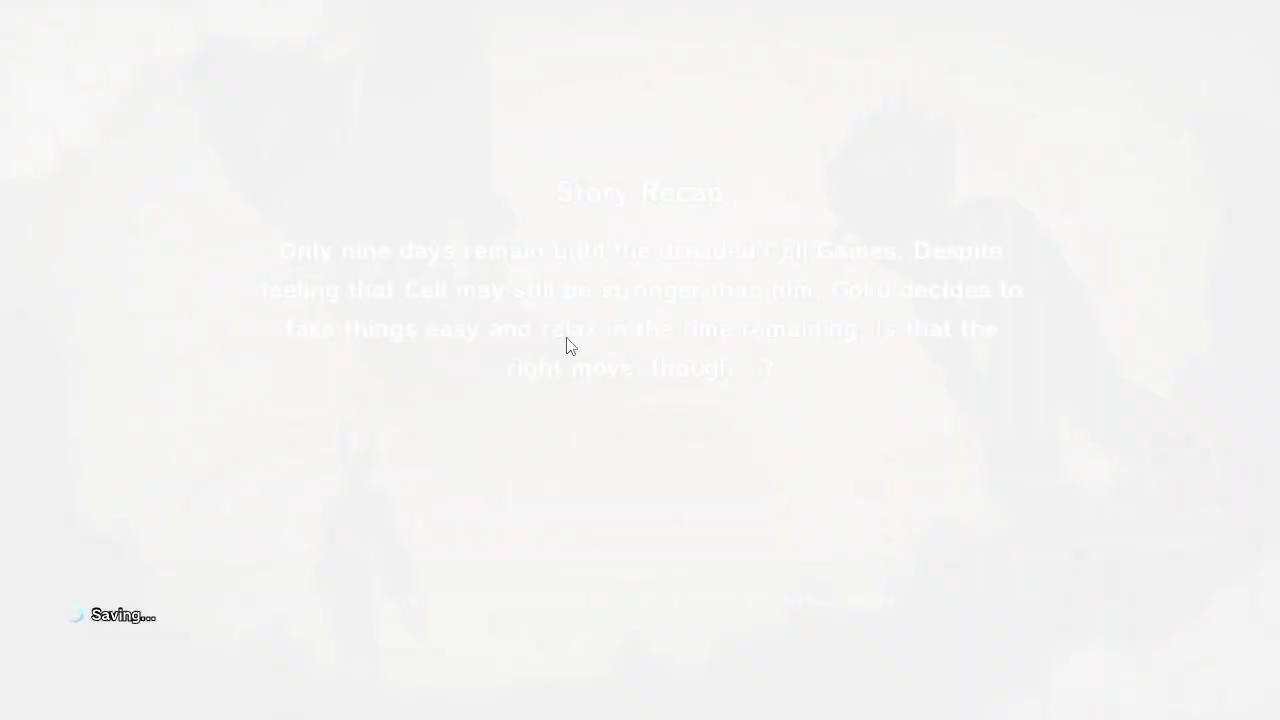 Story Recap
Only nine days remain until the dreaded Cell Games. Despite
feeling that Cell may still be stronger than him, Goku decides to
take things easy and relax in the time remaining. Is that the
right move, though...?
Saving...